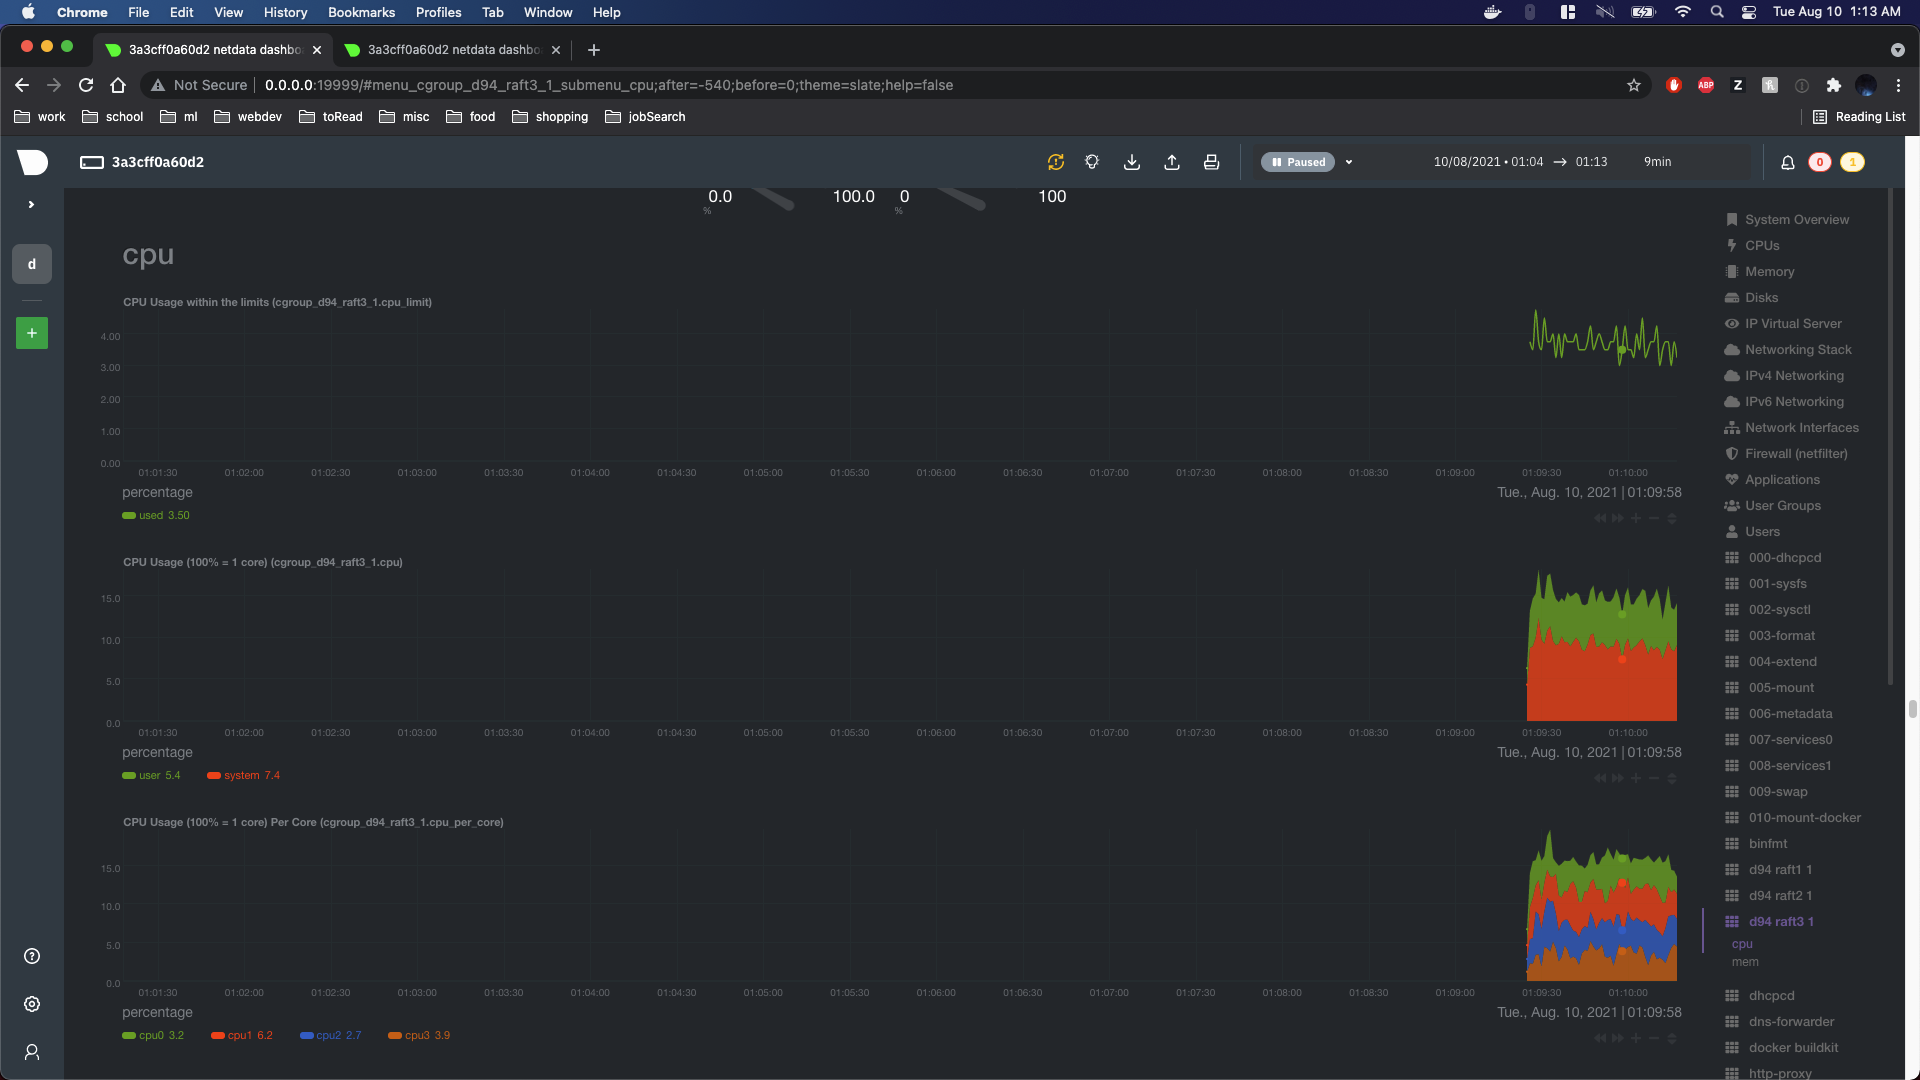 Chrome File Edit View History Bookmarks Profiles Tab Window Help Tue Aug 10 1:13 AM
3a3cff0a60d2 netdata dashbo 3a3cff0a60d2 netdata dashbo
Not Secure 0.0.0.0:19999/#menu_cgroup_d94_raft3_1_submenu_cpu;after=-540;before=0;theme=slate;help=false ABP Z
work school ml webdev toRead misc food shopping jobSearch Reading List
3a3cff0a60d2 Paused 10/08/2021 • 01:04 → 01:13 9min 0 1
0.0 100.0 0 100
% %
d
+
cpu
CPU Usage within the limits (cgroup_d94_raft3_1.cpu_limit)
4.00
3.00
2.00
1.00
0.00
01:01:30 01:02:00 01:02:30 01:03:00 01:03:30 01:04:00 01:04:30 01:05:00 01:05:30 01:06:00 01:06:30 01:07:00 01:07:30 01:08:00 01:08:30 01:09:00 01:09:30 01:10:00
percentage Tue., Aug. 10, 2021 | 01:09:58
used 3.50
CPU Usage (100% = 1 core) (cgroup_d94_raft3_1.cpu)
15.0
10.0
5.0
0.0
01:01:30 01:02:00 01:02:30 01:03:00 01:03:30 01:04:00 01:04:30 01:05:00 01:05:30 01:06:00 01:06:30 01:07:00 01:07:30 01:08:00 01:08:30 01:09:00 01:09:30 01:10:00
percentage Tue., Aug. 10, 2021 | 01:09:58
user 5.4 system 7.4
CPU Usage (100% = 1 core) Per Core (cgroup_d94_raft3_1.cpu_per_core)
15.0
10.0
5.0
0.0
01:01:30 01:02:00 01:02:30 01:03:00 01:03:30 01:04:00 01:04:30 01:05:00 01:05:30 01:06:00 01:06:30 01:07:00 01:07:30 01:08:00 01:08:30 01:09:00 01:09:30 01:10:00
percentage Tue., Aug. 10, 2021 | 01:09:58
cpu0 3.2 cpu1 6.2 cpu2 2.7 cpu3 3.9
System Overview
CPUs
Memory
Disks
IP Virtual Server
Networking Stack
IPv4 Networking
IPv6 Networking
Network Interfaces
Firewall (netfilter)
Applications
User Groups
Users
000-dhcpcd
001-sysfs
002-sysctl
003-format
004-extend
005-mount
006-metadata
007-services0
008-services1
009-swap
010-mount-docker
binfmt
d94 raft1 1
d94 raft2 1
d94 raft3 1
cpu
mem
dhcpcd
dns-forwarder
docker buildkit
http-proxy